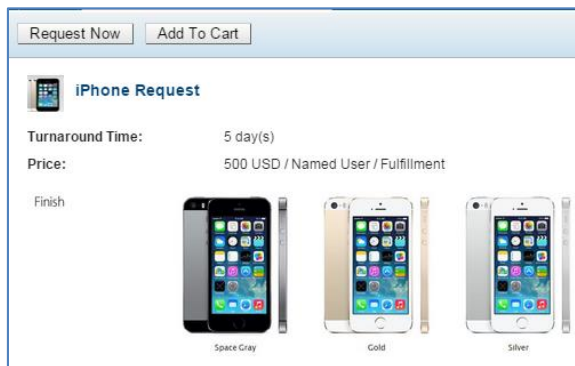 Request Now Add To Cart
iPhone Request
Turnaround Time: 5 day(s)
Price: 500 USD / Named User / Fulfillment
Finish
Space Gray Gold Silver